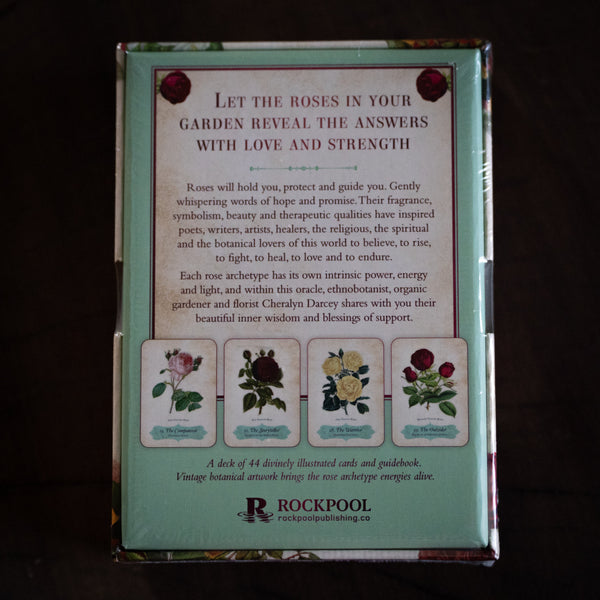 LET THE ROSES IN YOUR
GARDEN REVEAL THE ANSWERS
WITH LOVE AND STRENGTH
Roses will hold you, protect and guide you. Gently
whispering words of hope and promise. Their fragrance,
symbolism, beauty and therapeutic qualities have inspired
poets, writers, artists, healers, the religious, the spiritual
and the botanical lovers of this world to believe, to rise,
to fight, to heal, to love and to endure.
Each rose archetype has its own intrinsic power, energy
and light, and within this oracle, ethnobotanist, organic
gardener and florist Cheralyn Darcey shares with you their
beautiful inner wisdom and blessings of support.
The Companion
The Storyteller
The Warrior
The Outsider
A deck of 44 divinely illustrated cards and guidebook.
Vintage botanical artwork brings the rose archetype energies alive.
R ROCKPOOL
rockpoolpublishing.co